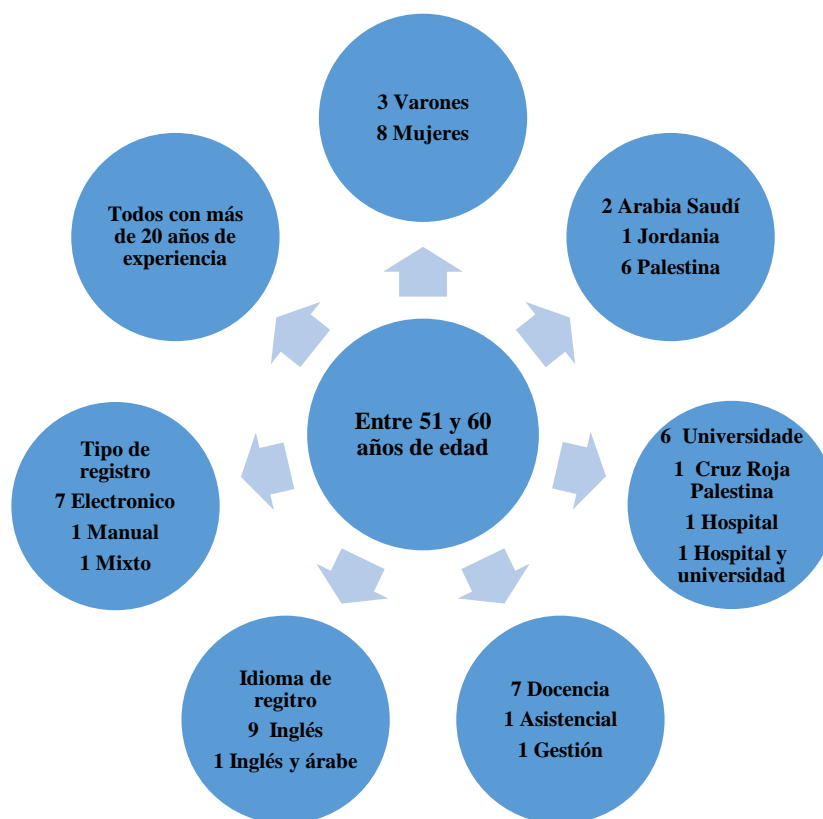 3 Varones
8 Mujeres
2 Arabia Saudí
1 Jordania
6 Palestina
6 Universidade
1 Cruz Roja
Palestina
1 Hospital
1 Hospital y
universidad
7 Docencia
1 Asistencial
1 Gestión
Idioma de
regitro
9 Inglés
1 Inglés y árabe
Tipo de
registro
7 Electronico
1 Manual
1 Mixto
Todos con más
de 20 años de
experiencia
Entre 51 y 60
años de edad